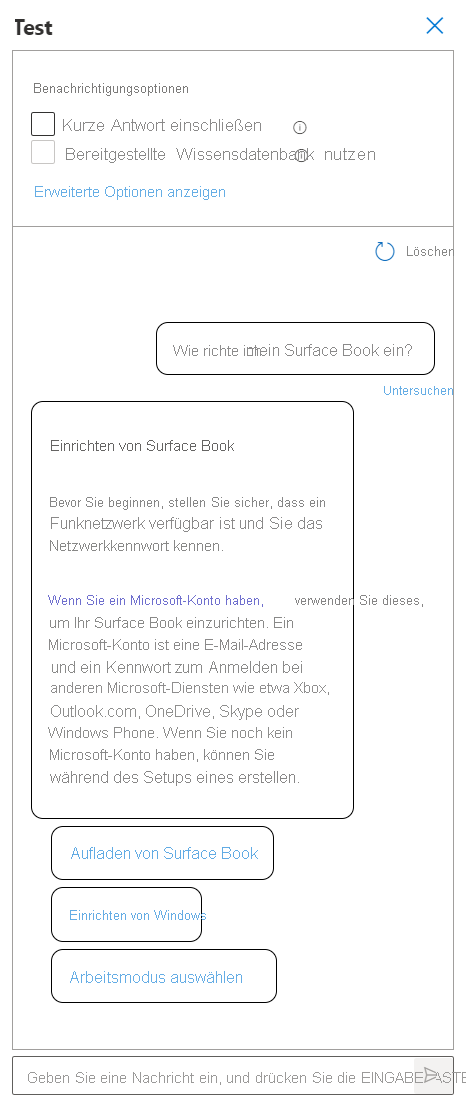 Test
Benachrichtigungsoptionen
Kurze Antwort einschließen
Bereitgestellte Wissensdatenbank nutzen
Erweiterte Optionen anzeigen
Löschen
Wie richte ich mein Surface Book ein?
Untersuchen
Einrichten von Surface Book
Bevor Sie beginnen, stellen Sie sicher, dass ein
Funknetzwerk verfügbar ist und Sie das
Netzwerkkennwort kennen.
Wenn Sie ein Microsoft-Konto haben, verwenden Sie dieses,
um Ihr Surface Book einzurichten. Ein
Microsoft-Konto ist eine E-Mail-Adresse
und ein Kennwort zum Anmelden bei
anderen Microsoft-Diensten wie etwa Xbox,
Outlook.com, OneDrive, Skype oder
Windows Phone. Wenn Sie noch kein
Microsoft-Konto haben, können Sie
während des Setups eines erstellen.
Aufladen von Surface Book
Einrichten von Windows
Arbeitsmodus auswählen
Geben Sie eine Nachricht ein, und drücken Sie die EINGABETASTE